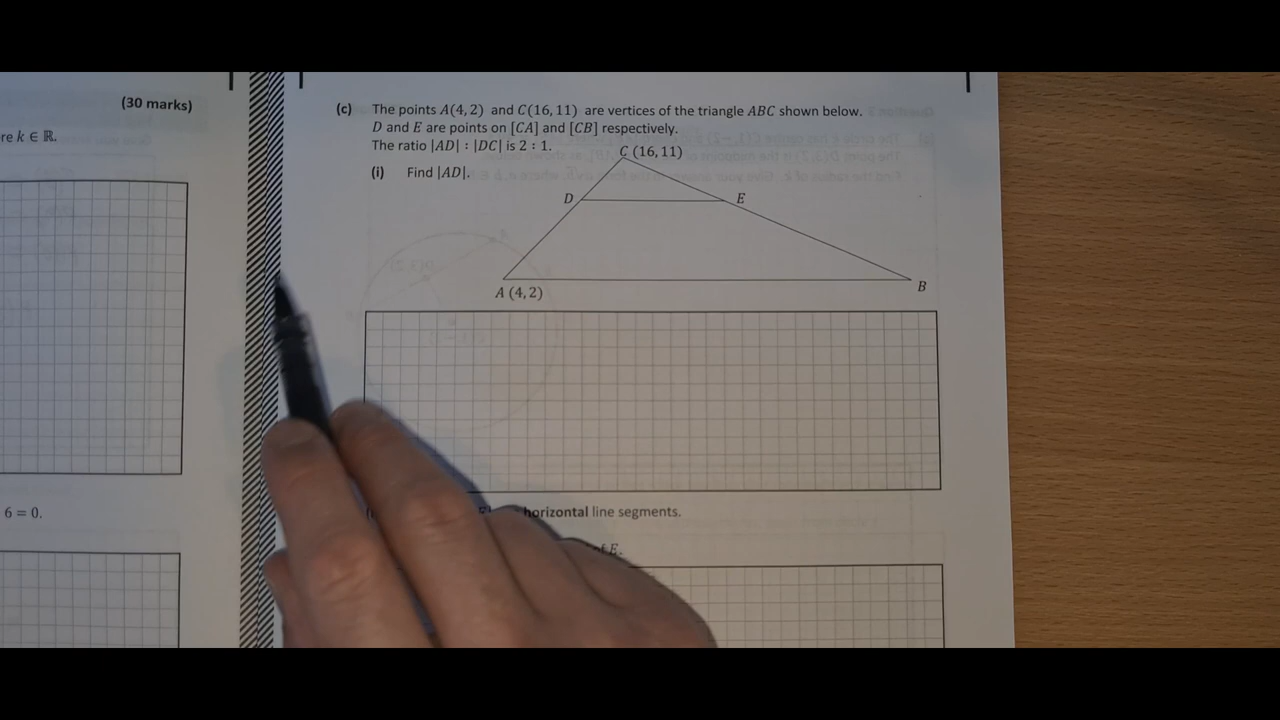 (30 marks)
re k ∈ ℝ.
6 = 0.
(c) The points A(4, 2) and C(16, 11) are vertices of the triangle ABC shown below.
D and E are points on [CA] and [CB] respectively.
The ratio |AD| : |DC| is 2 : 1.
(i) Find |AD|.
C (16, 11)
D
E
A (4, 2)
B
horizontal line segments.
of E.